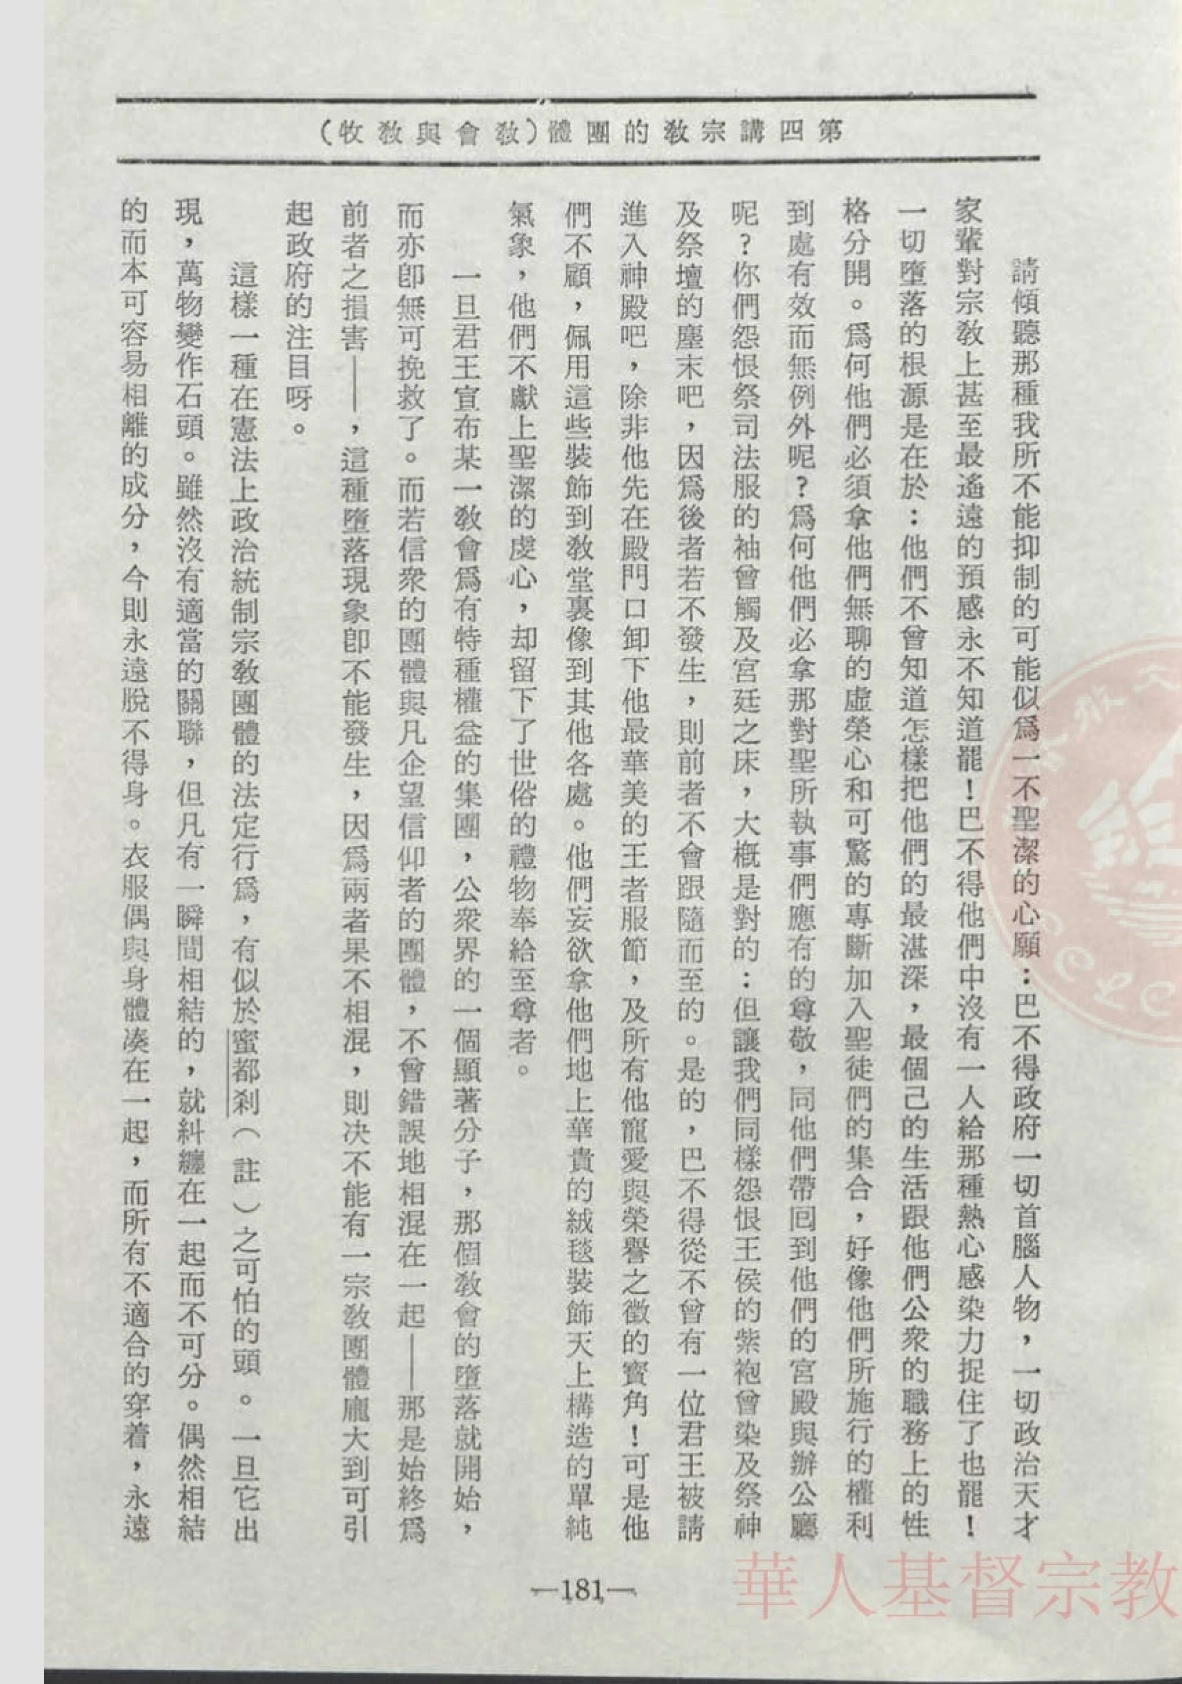 第四講宗教的團體(教會與教牧)
請傾聽那種我所不能抑制的可能似爲一不聖潔的心願：巴不得政府一切首腦人物，一切政治天才
家輩對宗教上甚至最遙遠的預感永不知道罷！巴不得他們中沒有一人給那種熱心感染力捉住了也罷！
一切墮落的根源是在於：他們不會知道怎樣把他們的最湛深，最個己的生活跟他們公衆的職務上的性
格分開。爲何他們必須拿他們無聊的虛榮心和可驚的專斷加入聖徒們的集合，好像他們所施行的權利
到處有效而無例外呢？爲何他們必拿那對聖所執事們應有的尊敬，同他們帶回到他們的宮殿與辦公廳
呢？你們怨恨祭司法服的袖曾觸及宮廷之床，大槪是對的：但讓我們同樣怨恨王侯的紫袍曾染及祭神
及祭壇的塵末吧，因爲後者若不發生，則前者不會跟隨而至的。是的，巴不得從不曾有一位君王被請
進入神殿吧，除非他先在殿門口卸下他最華美的王者服節，及所有他寵愛與榮譽之徵的寶角！可是他
們不顧，佩用這些裝飾到教堂裏像到其他各處。他們妄欲拿他們地上華貴的絨毯裝飾天上構造的單純
氣象，他們不獻上聖潔的虔心，却留下了世俗的禮物奉給至尊者。
一旦君王宣布某一教會爲有特種權益的集團，公衆界的一個顯著分子，那個教會的墮落就開始，
而亦卽無可挽救了。而若信衆的團體與凡企望信仰者的團體，不會錯誤地相混在一起——那是始終爲
前者之損害——，這種墮落現象卽不能發生，因爲兩者果不相混，則决不能有一宗教團體龐大到可引
起政府的注目呀。
這樣一種在憲法上政治統制宗教團體的法定行爲，有似於蜜都剎（註）之可怕的頭。一旦它出
現，萬物變作石頭。雖然沒有適當的關聯，但凡有一瞬間相結的，就糾纏在一起而不可分。偶然相結
的而本可容易相離的成分，今則永遠脫不得身。衣服偶與身體凑在一起，而所有不適合的穿着，永遠
—181—
華人基督宗教